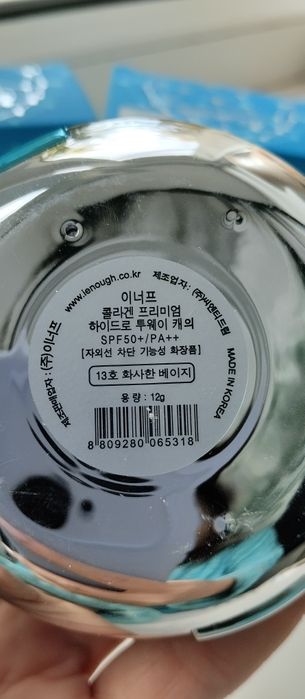 제조판매업자 : (주)이너프
www.ienough.co.kr
제조업자 : (주)씨엔티드림
MADE IN KOREA
이너프
콜라겐 프리미엄
하이드로 투웨이 캐익
SPF50+/PA++
[자외선 차단 기능성 화장품]
13호 화사한 베이지
용량 : 12g
8 809280 065318